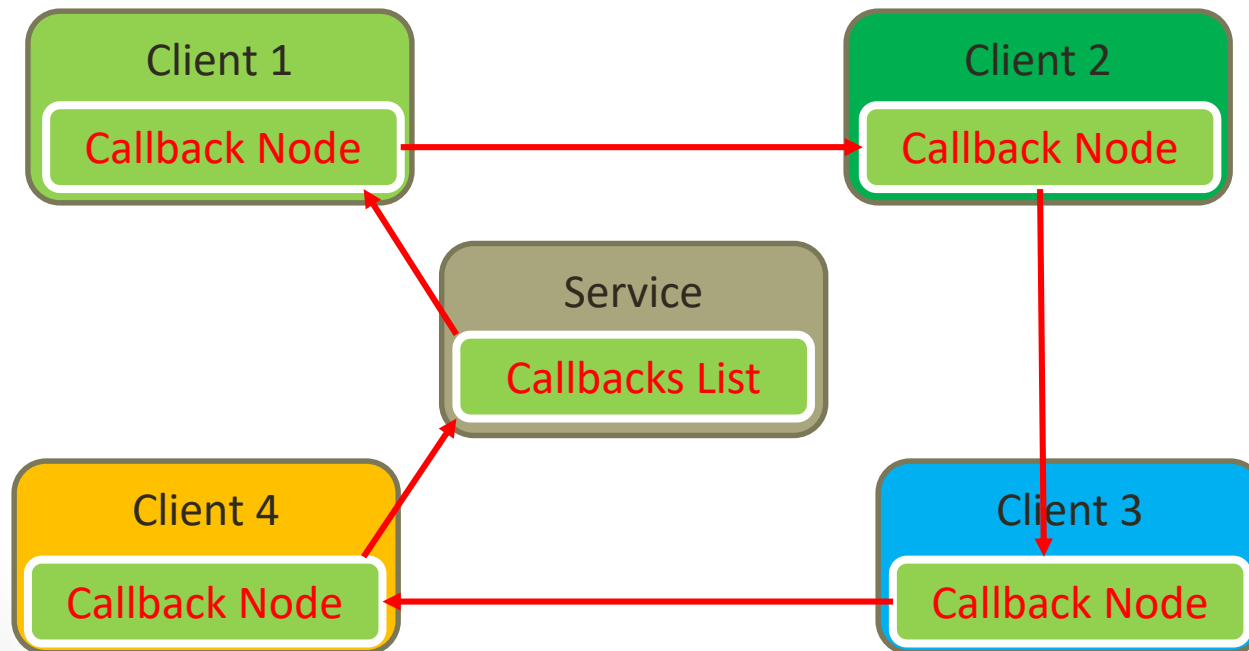 Client 1
Callback Node
Client 2
Callback Node
Service
Callbacks List
Client 4
Callback Node
Client 3
Callback Node